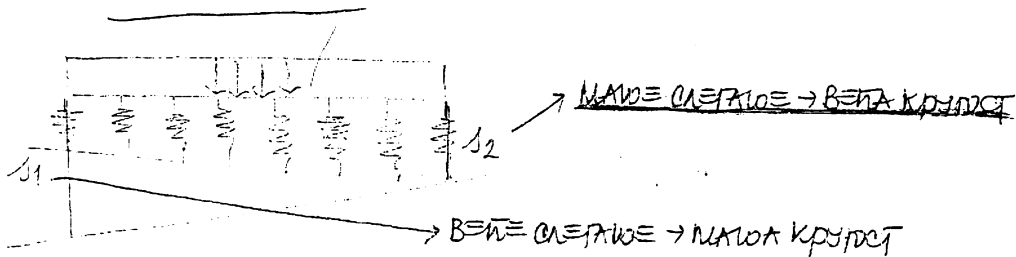 МАЊЕ СЛЕГАЊЕ → ВЕЋА КРУТОСТ
s2
s1
ВЕЋЕ СЛЕГАЊЕ → МАЊА КРУТОСТ